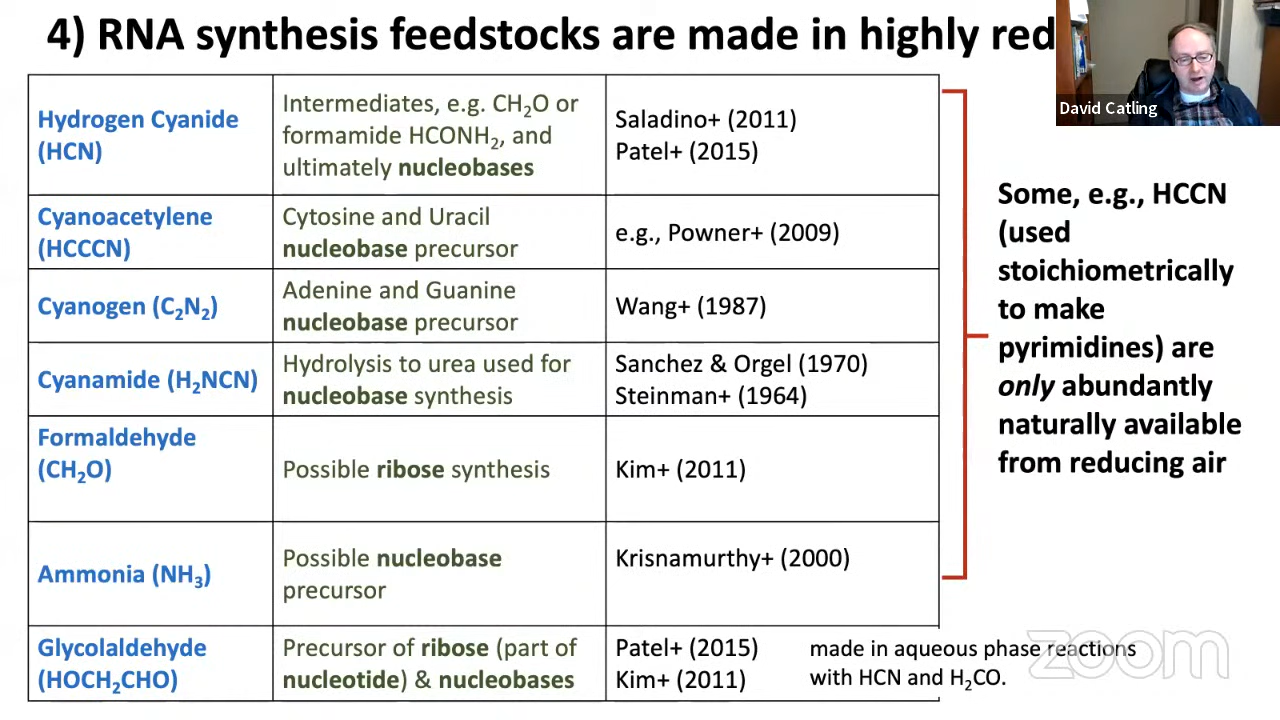 4) RNA synthesis feedstocks are made in highly red
David Catling
Hydrogen Cyanide
(HCN)
Intermediates, e.g. CH₂O or
formamide HCONH₂, and
ultimately nucleobases
Saladino+ (2011)
Patel+ (2015)
Cyanoacetylene
(HCCCN)
Cytosine and Uracil
nucleobase precursor
e.g., Powner+ (2009)
Cyanogen (C₂N₂)
Adenine and Guanine
nucleobase precursor
Wang+ (1987)
Cyanamide (H₂NCN)
Hydrolysis to urea used for
nucleobase synthesis
Sanchez & Orgel (1970)
Steinman+ (1964)
Formaldehyde
(CH₂O)
Possible ribose synthesis
Kim+ (2011)
Ammonia (NH₃)
Possible nucleobase
precursor
Krisnamurthy+ (2000)
Glycolaldehyde
(HOCH₂CHO)
Precursor of ribose (part of
nucleotide) & nucleobases
Patel+ (2015)
Kim+ (2011)
made in aqueous phase reactions
with HCN and H₂CO.
Some, e.g., HCCN
(used
stoichiometrically
to make
pyrimidines) are
only abundantly
naturally available
from reducing air
zoom